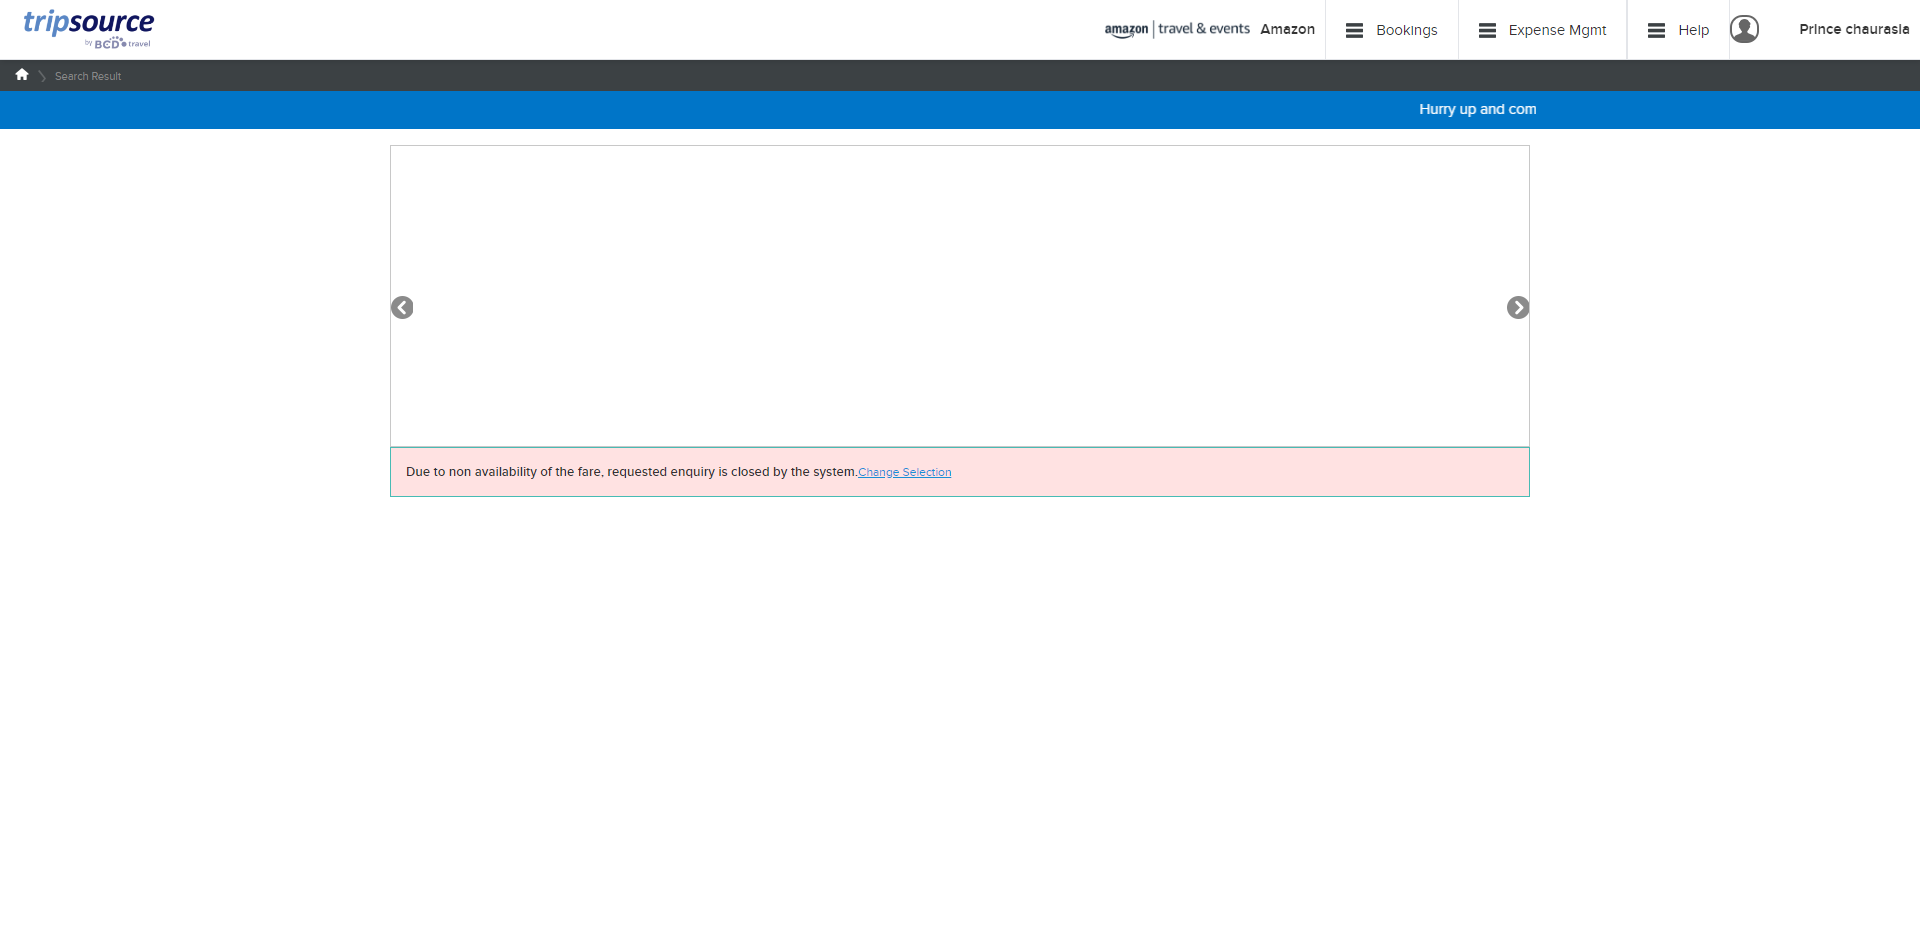 tripsource
by BCD travel
amazon | travel & events Amazon
Bookings
Expense Mgmt
Help
Prince chaurasia
Search Result
Hurry up and com
Due to non availability of the fare, requested enquiry is closed by the system.Change Selection